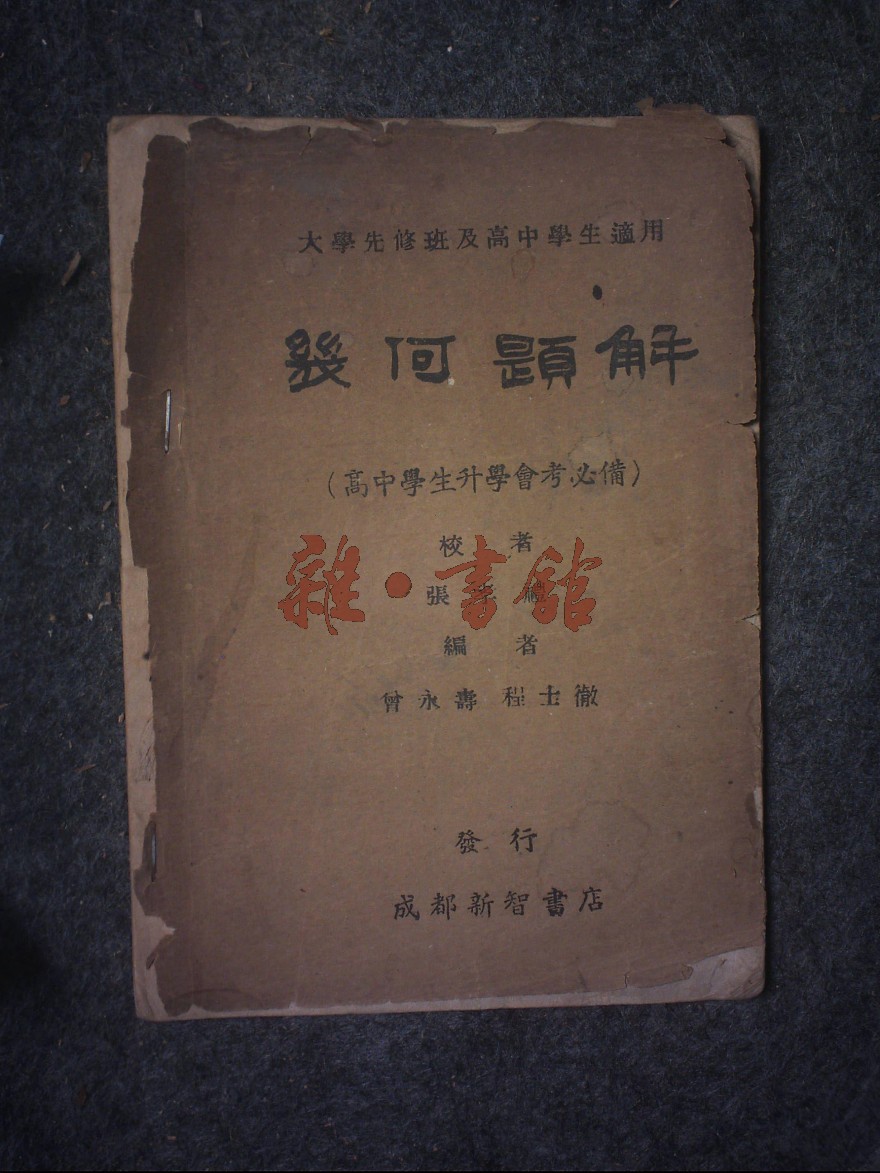 大學先修班及高中學生適用
幾何題解
（高中學生升學會考必備）
校者
雜·書館
張 禮
編者
曾永壽 程士徹
發行
成都新智書店